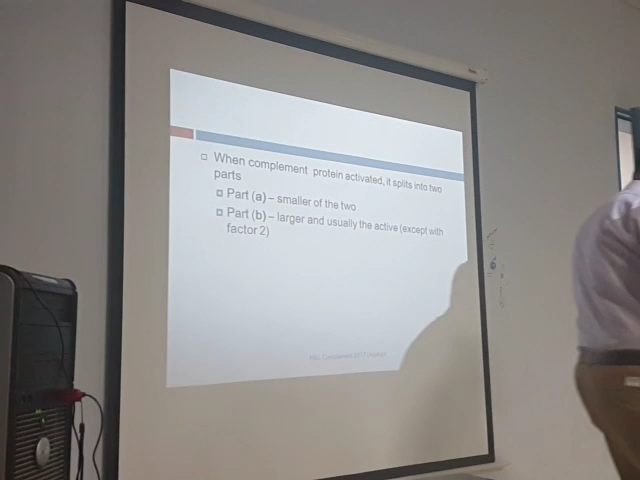 When complement protein activated, it splits into two
parts
Part (a) – smaller of the two
Part (b) – larger and usually the active (except with
factor 2)